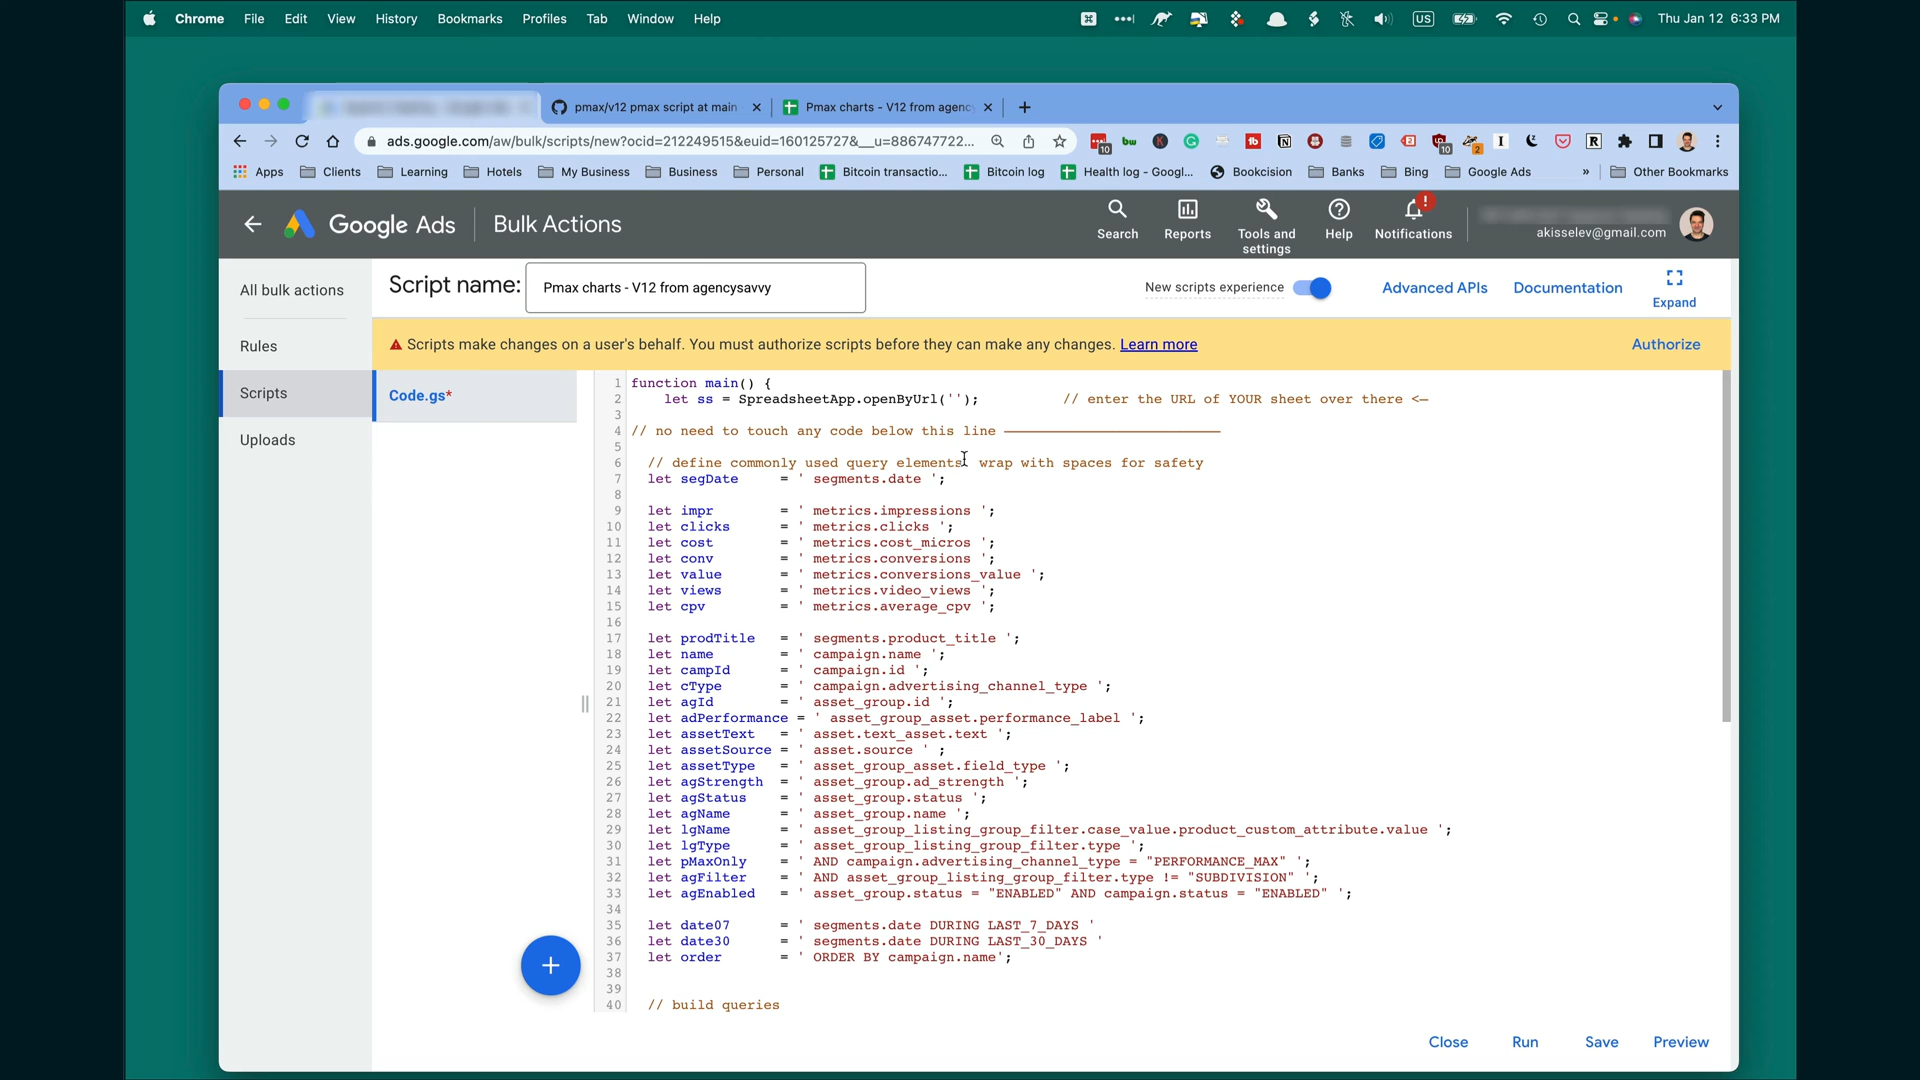 Chrome File Edit View History Bookmarks Profiles Tab Window Help US Thu Jan 12 6:33 PM
pmax/v12 pmax script at main Pmax charts - V12 from agenc
ads.google.com/aw/bulk/scripts/new?ocid=212249515&euid=160125727&__u=886747722...
Apps Clients Learning Hotels My Business Business Personal Bitcoin transactio... Bitcoin log Health log - Googl... Bookcision Banks Bing Google Ads » Other Bookmarks
Google Ads Bulk Actions Search Reports Tools and settings Help Notifications akisselev@gmail.com
All bulk actions
Rules
Scripts
Uploads
Script name: Pmax charts - V12 from agencysavvy New scripts experience Advanced APIs Documentation Expand
Scripts make changes on a user's behalf. You must authorize scripts before they can make any changes. Learn more Authorize
Code.gs*
1 function main() {
2 let ss = SpreadsheetApp.openByUrl(''); // enter the URL of YOUR sheet over there <—
3
4 // no need to touch any code below this line ——————————————
5
6 // define commonly used query elements wrap with spaces for safety
7 let segDate = ' segments.date ';
8
9 let impr = ' metrics.impressions ';
10 let clicks = ' metrics.clicks ';
11 let cost = ' metrics.cost_micros ';
12 let conv = ' metrics.conversions ';
13 let value = ' metrics.conversions_value ';
14 let views = ' metrics.video_views ';
15 let cpv = ' metrics.average_cpv ';
16
17 let prodTitle = ' segments.product_title ';
18 let name = ' campaign.name ';
19 let campId = ' campaign.id ';
20 let cType = ' campaign.advertising_channel_type ';
21 let agId = ' asset_group.id ';
22 let adPerformance = ' asset_group_asset.performance_label ';
23 let assetText = ' asset.text_asset.text ';
24 let assetSource = ' asset.source ' ;
25 let assetType = ' asset_group_asset.field_type ';
26 let agStrength = ' asset_group.ad_strength ';
27 let agStatus = ' asset_group.status ';
28 let agName = ' asset_group.name ';
29 let lgName = ' asset_group_listing_group_filter.case_value.product_custom_attribute.value ';
30 let lgType = ' asset_group_listing_group_filter.type ';
31 let pMaxOnly = ' AND campaign.advertising_channel_type = "PERFORMANCE_MAX" ';
32 let agFilter = ' AND asset_group_listing_group_filter.type != "SUBDIVISION" ';
33 let agEnabled = ' asset_group.status = "ENABLED" AND campaign.status = "ENABLED" ';
34
35 let date07 = ' segments.date DURING LAST_7_DAYS '
36 let date30 = ' segments.date DURING LAST_30_DAYS '
37 let order = ' ORDER BY campaign.name';
38
39
40 // build queries
Close Run Save Preview